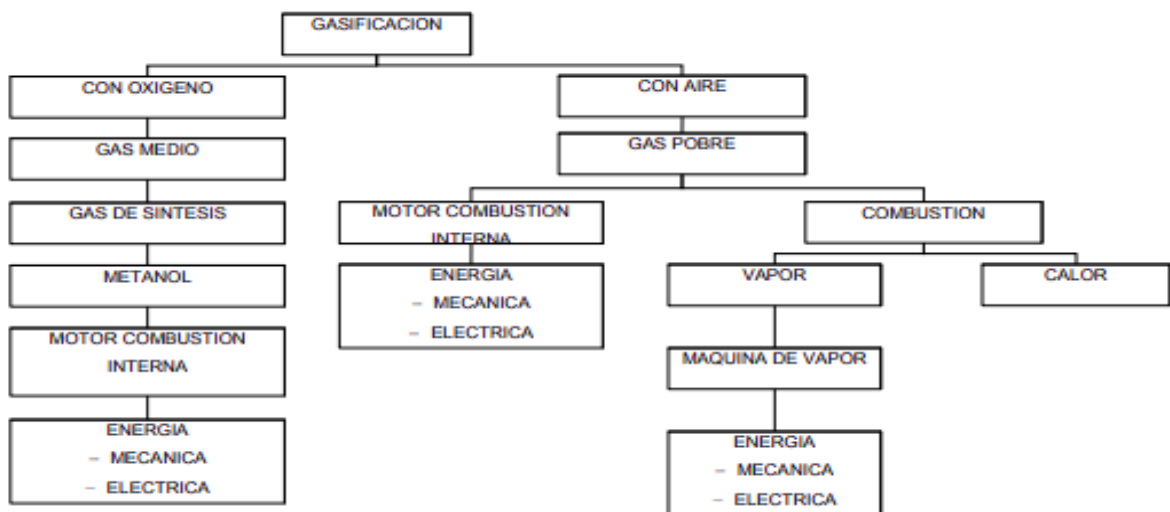 GASIFICACION
CON OXIGENO
CON AIRE
GAS MEDIO
GAS POBRE
GAS DE SINTESIS
MOTOR COMBUSTION
INTERNA
COMBUSTION
METANOL
ENERGIA
– MECANICA
– ELECTRICA
VAPOR
CALOR
MOTOR COMBUSTION
INTERNA
MAQUINA DE VAPOR
ENERGIA
– MECANICA
– ELECTRICA
ENERGIA
– MECANICA
– ELECTRICA